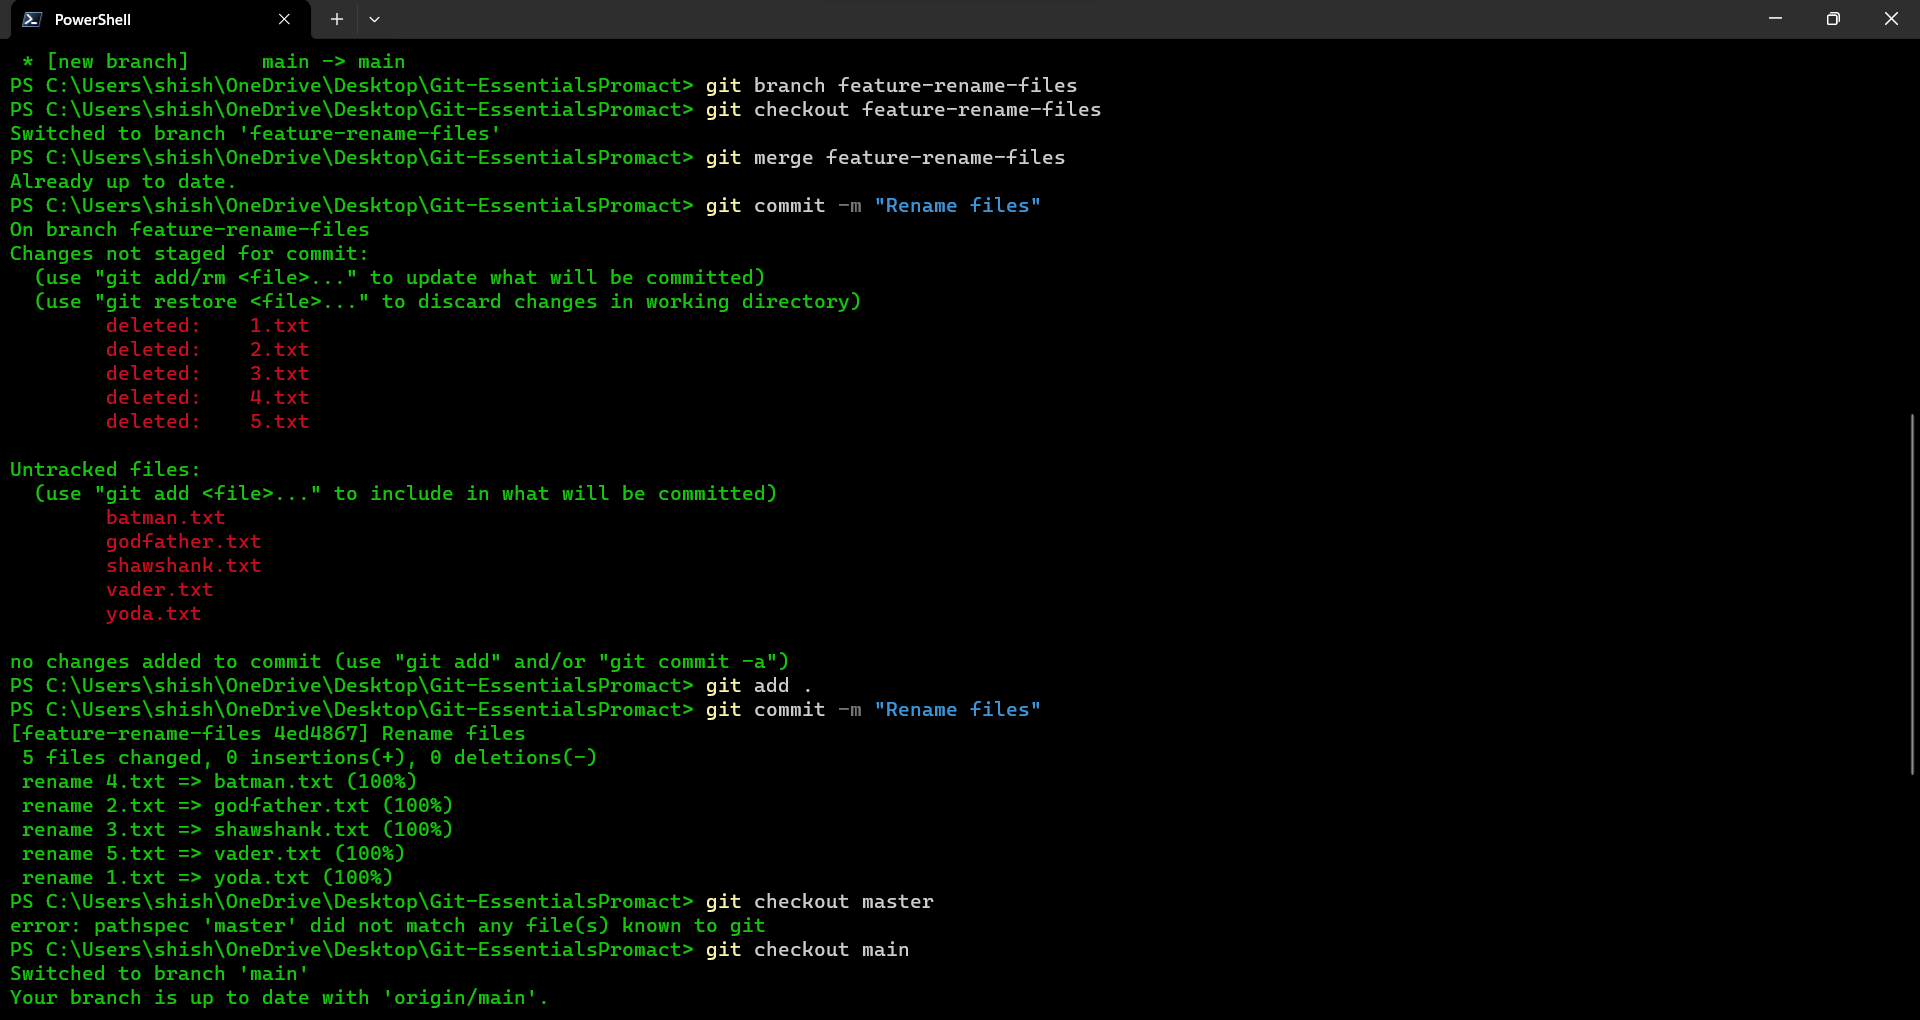 PowerShell
 * [new branch]      main -> main
PS C:\Users\shish\OneDrive\Desktop\Git-EssentialsPromact> git branch feature-rename-files
PS C:\Users\shish\OneDrive\Desktop\Git-EssentialsPromact> git checkout feature-rename-files
Switched to branch 'feature-rename-files'
PS C:\Users\shish\OneDrive\Desktop\Git-EssentialsPromact> git merge feature-rename-files
Already up to date.
PS C:\Users\shish\OneDrive\Desktop\Git-EssentialsPromact> git commit -m "Rename files"
On branch feature-rename-files
Changes not staged for commit:
  (use "git add/rm <file>..." to update what will be committed)
  (use "git restore <file>..." to discard changes in working directory)
        deleted:    1.txt
        deleted:    2.txt
        deleted:    3.txt
        deleted:    4.txt
        deleted:    5.txt

Untracked files:
  (use "git add <file>..." to include in what will be committed)
        batman.txt
        godfather.txt
        shawshank.txt
        vader.txt
        yoda.txt

no changes added to commit (use "git add" and/or "git commit -a")
PS C:\Users\shish\OneDrive\Desktop\Git-EssentialsPromact> git add .
PS C:\Users\shish\OneDrive\Desktop\Git-EssentialsPromact> git commit -m "Rename files"
[feature-rename-files 4ed4867] Rename files
 5 files changed, 0 insertions(+), 0 deletions(-)
 rename 4.txt => batman.txt (100%)
 rename 2.txt => godfather.txt (100%)
 rename 3.txt => shawshank.txt (100%)
 rename 5.txt => vader.txt (100%)
 rename 1.txt => yoda.txt (100%)
PS C:\Users\shish\OneDrive\Desktop\Git-EssentialsPromact> git checkout master
error: pathspec 'master' did not match any file(s) known to git
PS C:\Users\shish\OneDrive\Desktop\Git-EssentialsPromact> git checkout main
Switched to branch 'main'
Your branch is up to date with 'origin/main'.